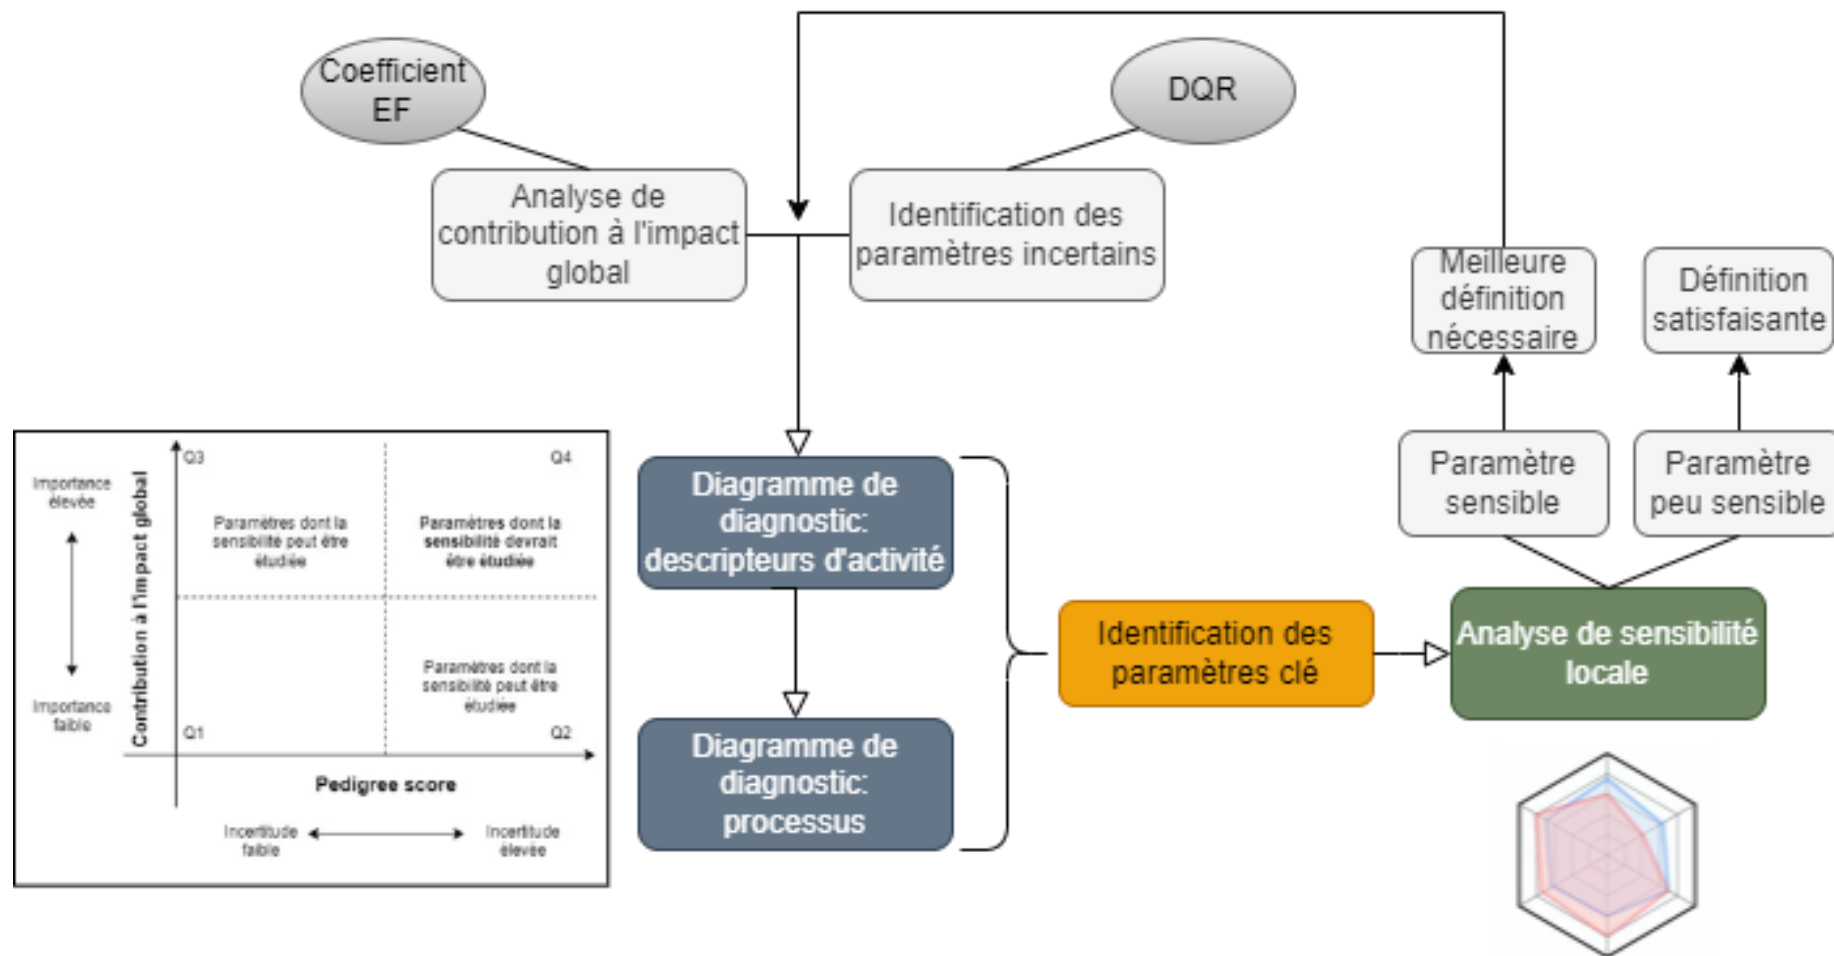 Coefficient
EF
DQR
Analyse de
contribution à l'impact
global
Identification des
paramètres incertains
Meilleure
définition
nécessaire
Définition
satisfaisante
Paramètre
sensible
Paramètre
peu sensible
Importance
élevée
Importance
faible
Contribution à l'impact global
Q3
Q4
Paramètres dont la
sensibilité peut être
étudiée
Paramètres dont la
sensibilité devrait
être étudiée
Paramètres dont la
sensibilité peut être
étudiée
Q1
Q2
Pedigree score
Incertitude
faible
Incertitude
élevée
Diagramme de
diagnostic:
descripteurs d'activité
Diagramme de
diagnostic:
processus
Identification des
paramètres clé
Analyse de sensibilité
locale